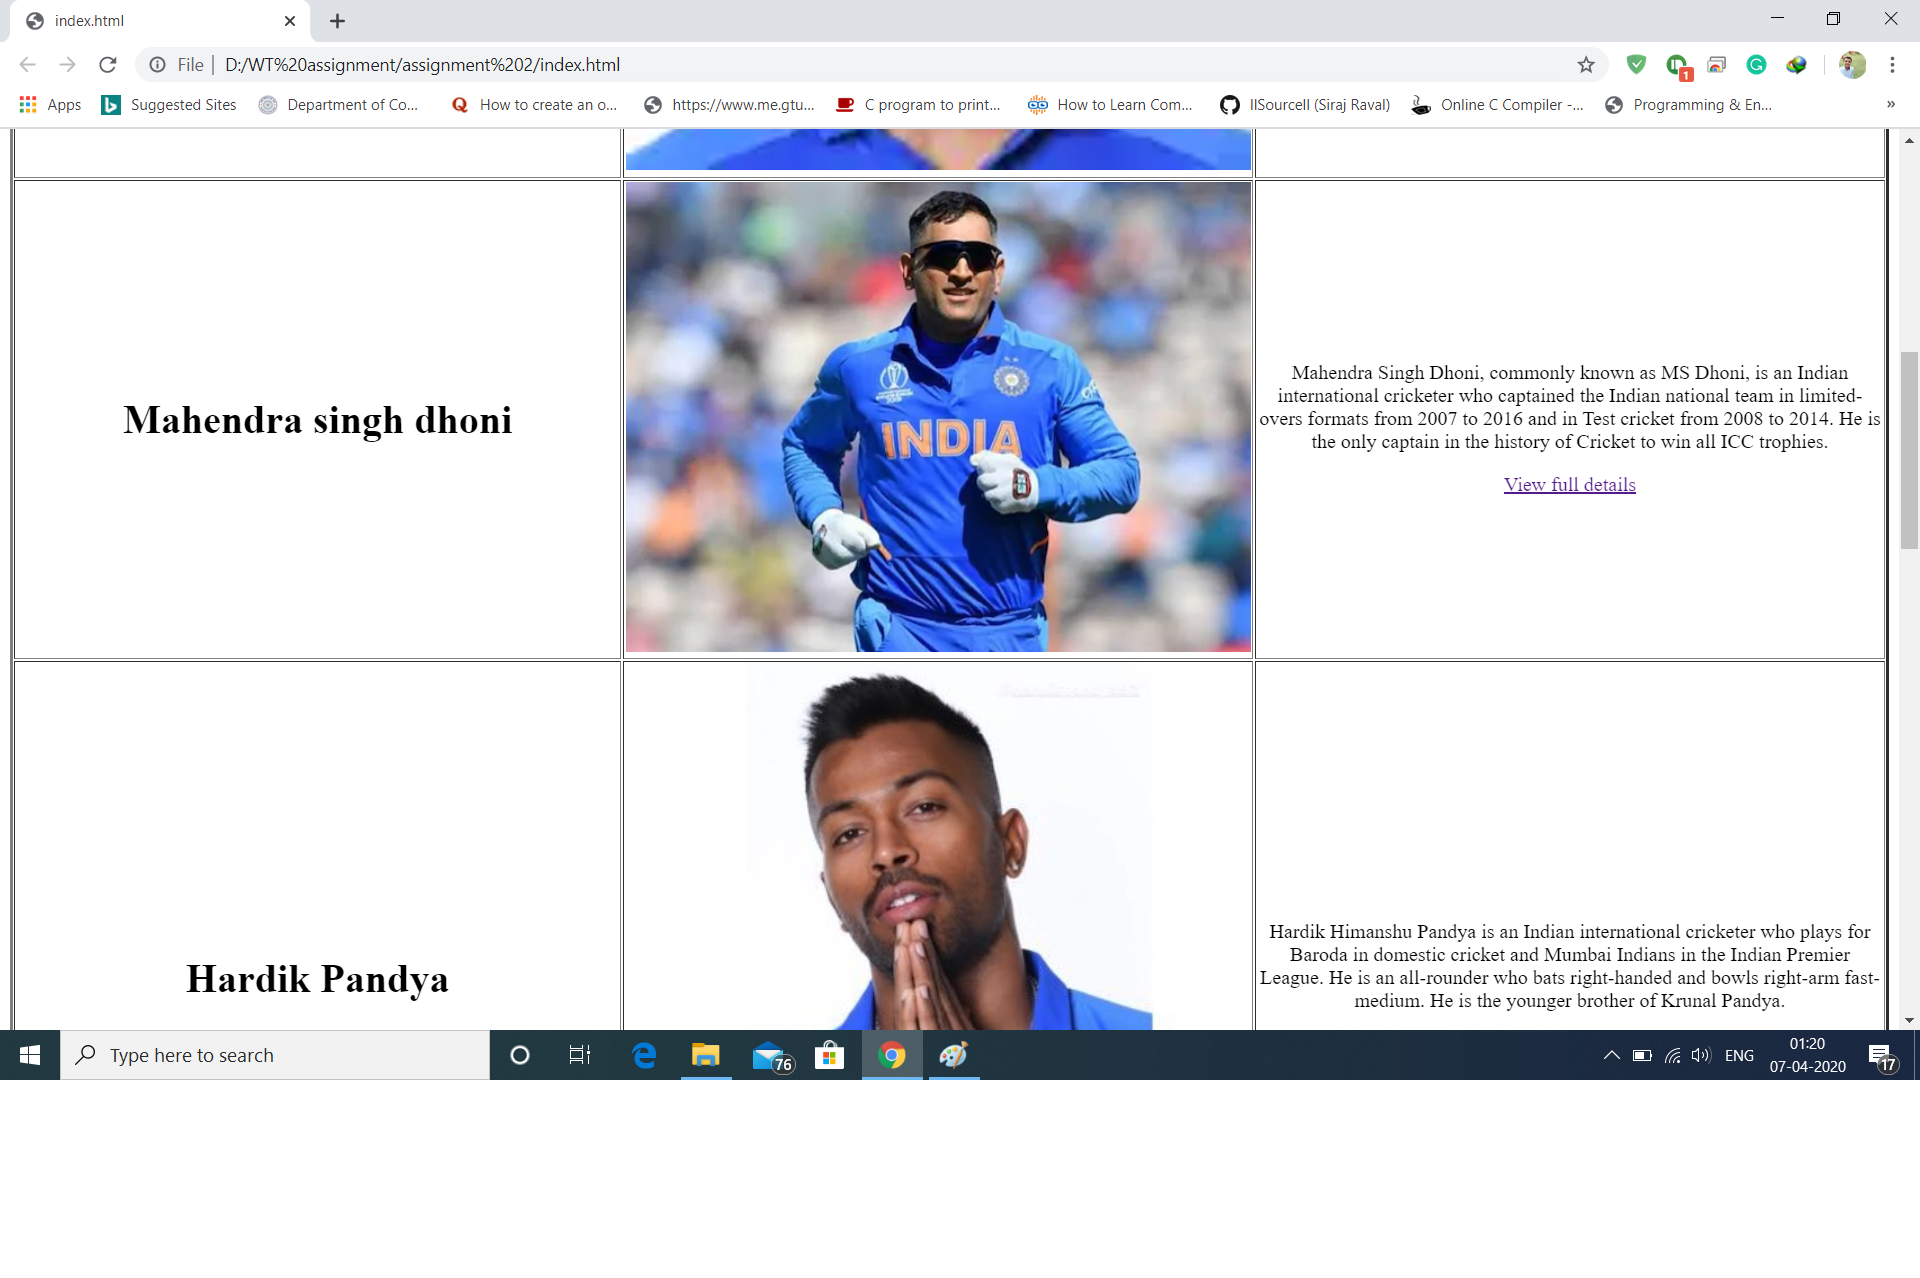 index.html
File | D:/WT%20assignment/assignment%202/index.html
1
Apps Suggested Sites Department of Co... How to create an o... https://www.me.gtu... C program to print... How to Learn Com... IlSourcell (Siraj Raval) Online C Compiler -... Programming & En... »
Mahendra singh dhoni
INDIA
Mahendra Singh Dhoni, commonly known as MS Dhoni, is an Indian
international cricketer who captained the Indian national team in limited-
overs formats from 2007 to 2016 and in Test cricket from 2008 to 2014. He is
the only captain in the history of Cricket to win all ICC trophies.
View full details
Hardik Pandya
Hardik Himanshu Pandya is an Indian international cricketer who plays for
Baroda in domestic cricket and Mumbai Indians in the Indian Premier
League. He is an all-rounder who bats right-handed and bowls right-arm fast-
medium. He is the younger brother of Krunal Pandya.
Type here to search
76
ENG
01:20
07-04-2020
17